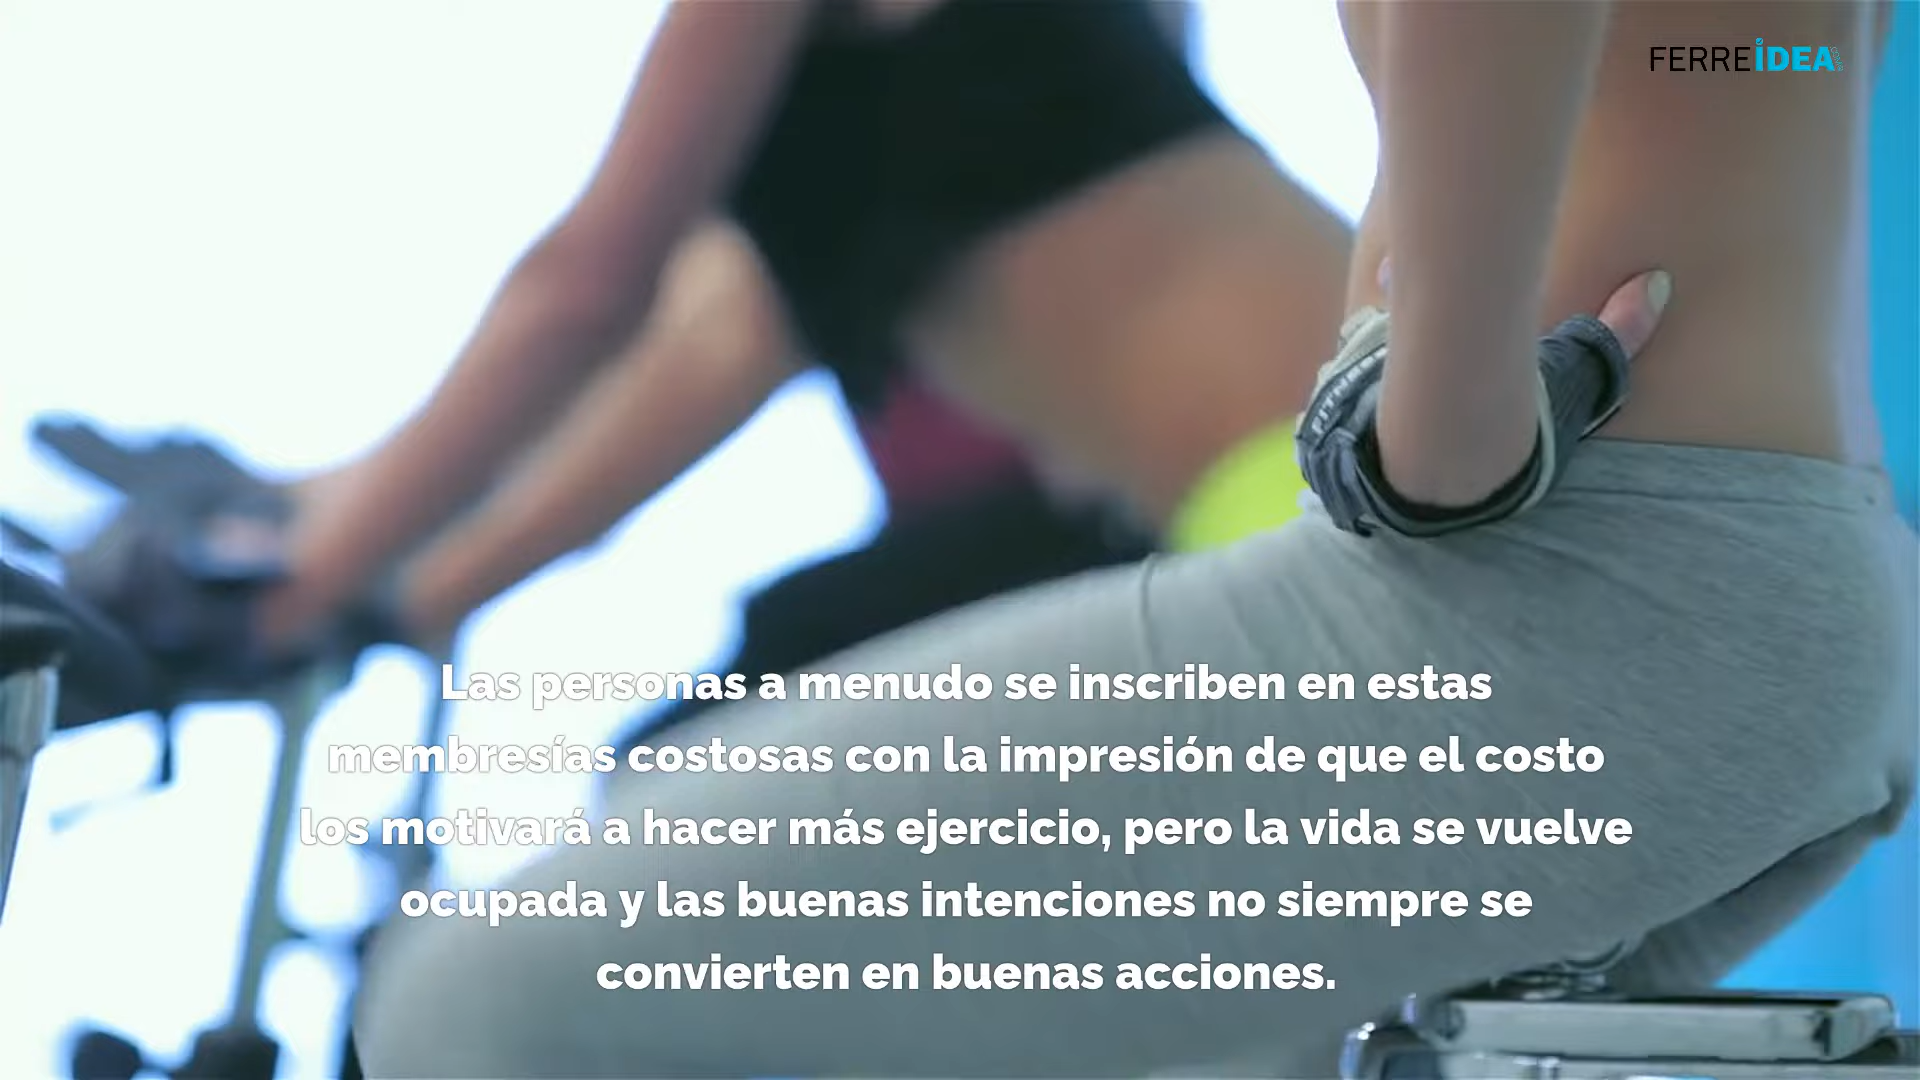 FERREIDEA
FITNESS
Las personas a menudo se inscriben en estas
membresías costosas con la impresión de que el costo
los motivará a hacer más ejercicio, pero la vida se vuelve
ocupada y las buenas intenciones no siempre se
convierten en buenas acciones.